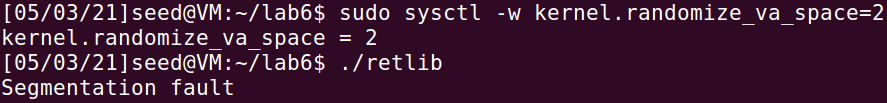 [05/03/21]seed@VM:~/lab6$ sudo sysctl -w kernel.randomize_va_space=2
kernel.randomize_va_space = 2
[05/03/21]seed@VM:~/lab6$ ./retlib
Segmentation fault